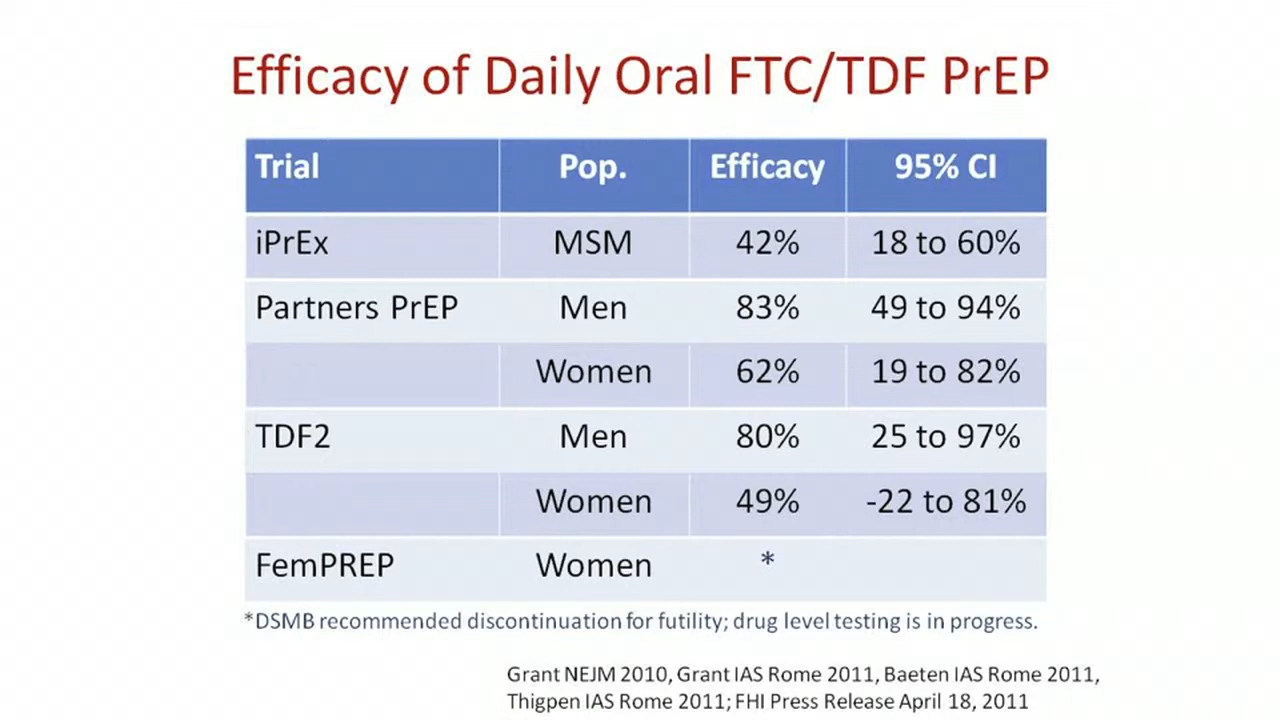 Efficacy of Daily Oral FTC/TDF PrEP
Trial Pop. Efficacy 95% CI
iPrEx MSM 42% 18 to 60%
Partners PrEP Men 83% 49 to 94%
Women 62% 19 to 82%
TDF2 Men 80% 25 to 97%
Women 49% -22 to 81%
FemPREP Women *
*DSMB recommended discontinuation for futility; drug level testing is in progress.
Grant NEJM 2010, Grant IAS Rome 2011, Baeten IAS Rome 2011,
Thigpen IAS Rome 2011; FHI Press Release April 18, 2011